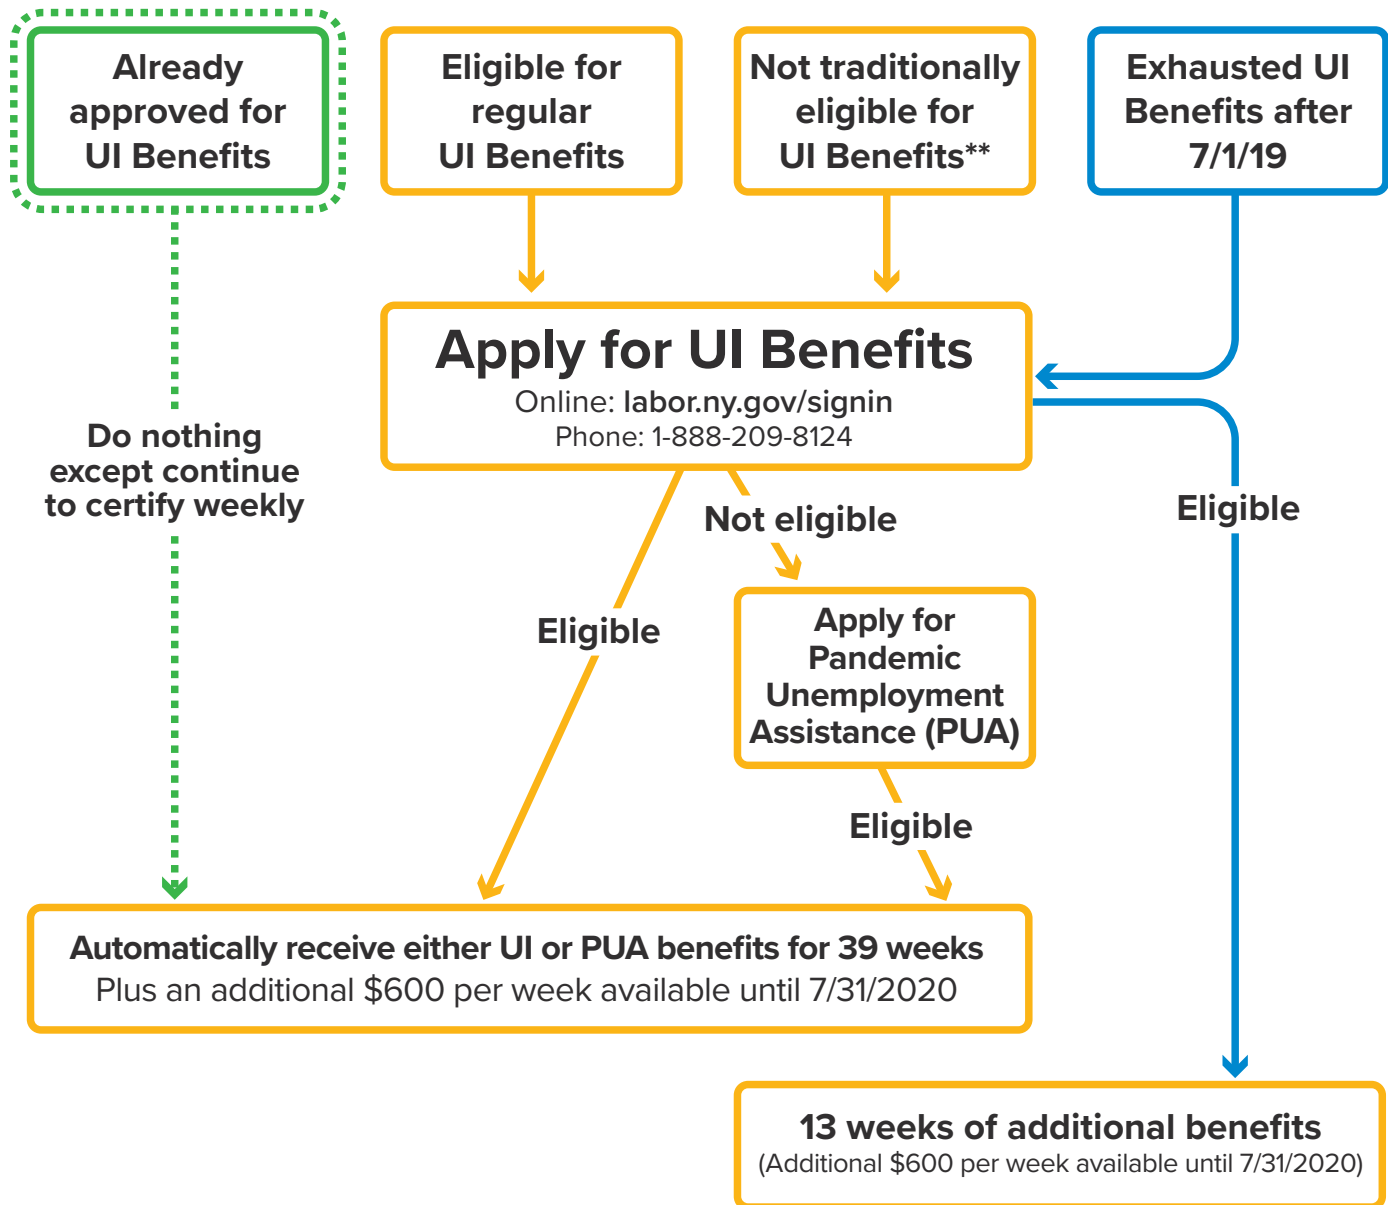 Already
approved for
UI Benefits
Eligible for
regular
UI Benefits
Not traditionally
eligible for
UI Benefits**
Exhausted UI
Benefits after
7/1/19
Apply for UI Benefits
Online: labor.ny.gov/signin
Phone: 1-888-209-8124
Do nothing
except continue
to certify weekly
Not eligible
Eligible
Eligible
Apply for
Pandemic
Unemployment
Assistance (PUA)
Eligible
Automatically receive either UI or PUA benefits for 39 weeks
Plus an additional $600 per week available until 7/31/2020
13 weeks of additional benefits
(Additional $600 per week available until 7/31/2020)